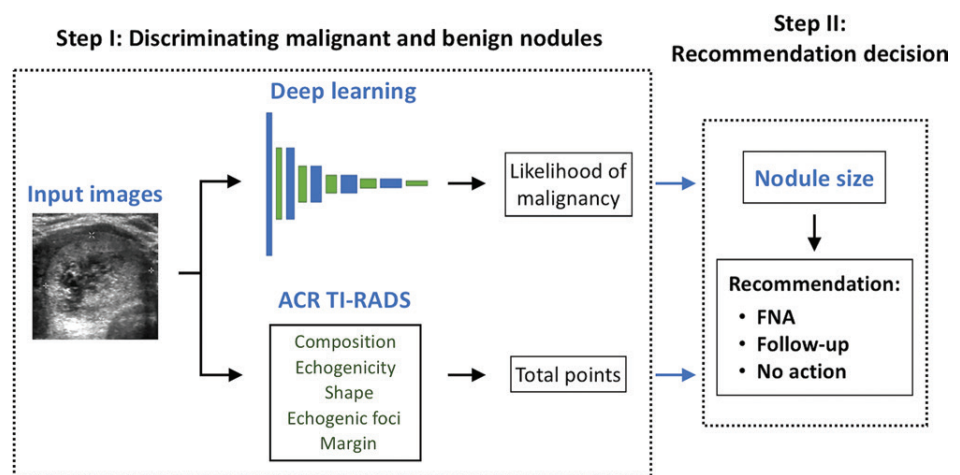 Step I: Discriminating malignant and benign nodules
Step II:
Recommendation decision
Deep learning
Input images
Likelihood of
malignancy
Nodule size
ACR TI-RADS
Composition
Echogenicity
Shape
Echogenic foci
Margin
Total points
Recommendation:
• FNA
• Follow-up
• No action